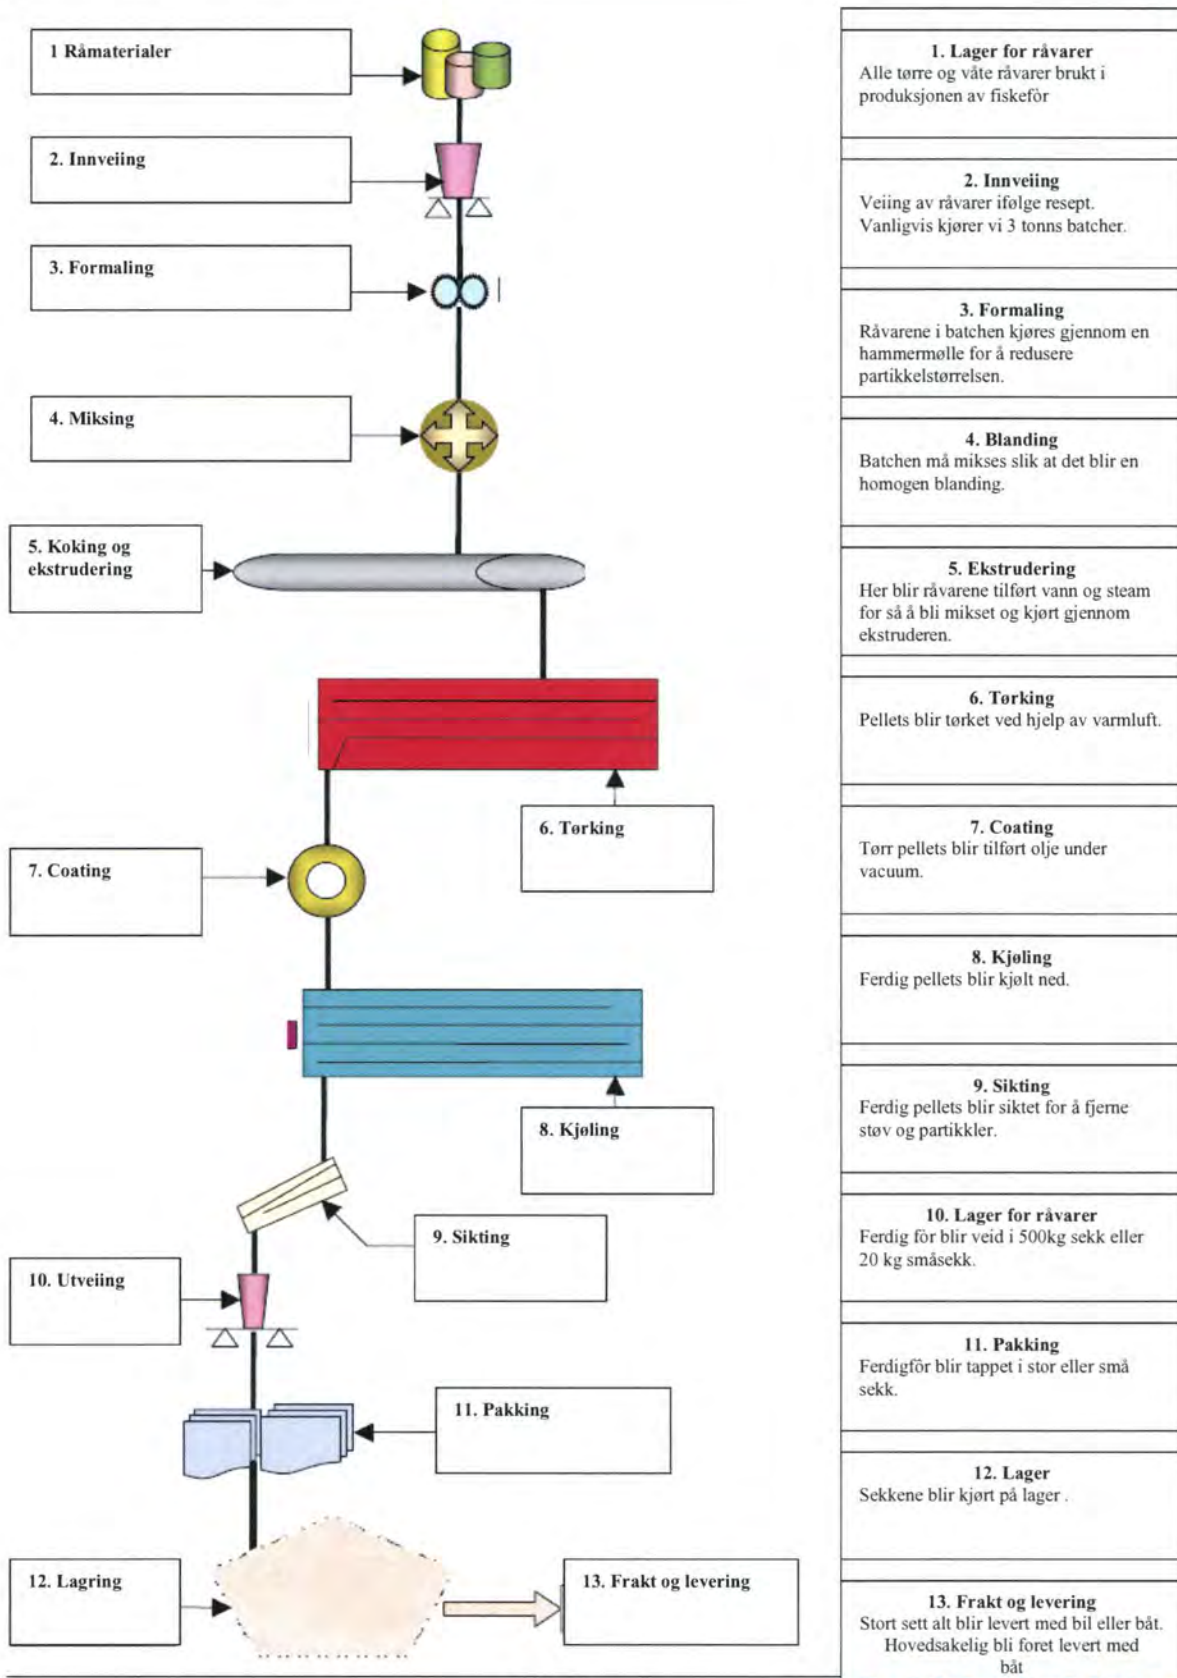 1 Råmaterialer
2. Innveiing
3. Formaling
4. Miksing
5. Koking og
ekstrudering
6. Tørking
7. Coating
8. Kjøling
9. Sikting
10. Utveiing
11. Pakking
12. Lagring
13. Frakt og levering
1. Lager for råvarer
Alle tørre og våte råvarer brukt i
produksjonen av fiskefòr
2. Innveiing
Veiing av råvarer ifølge resept.
Vanligvis kjører vi 3 tonns batcher.
3. Formaling
Råvarene i batchen kjøres gjennom en
hammermølle for å redusere
partikkelstørrelsen.
4. Blanding
Batchen må mikses slik at det blir en
homogen blanding.
5. Ekstrudering
Her blir råvarene tilført vann og steam
for så å bli mikset og kjørt gjennom
ekstruderen.
6. Tørking
Pellets blir tørket ved hjelp av varmluft.
7. Coating
Tørr pellets blir tilført olje under
vacuum.
8. Kjøling
Ferdig pellets blir kjølt ned.
9. Sikting
Ferdig pellets blir siktet for å fjerne
støv og partikkler.
10. Lager for råvarer
Ferdig fòr blir veid i 500kg sekk eller
20 kg småsekk.
11. Pakking
Ferdigfòr blir tappet i stor eller små
sekk.
12. Lager
Sekkene blir kjørt på lager .
13. Frakt og levering
Stort sett alt blir levert med bil eller båt.
Hovedsakelig bli foret levert med
båt